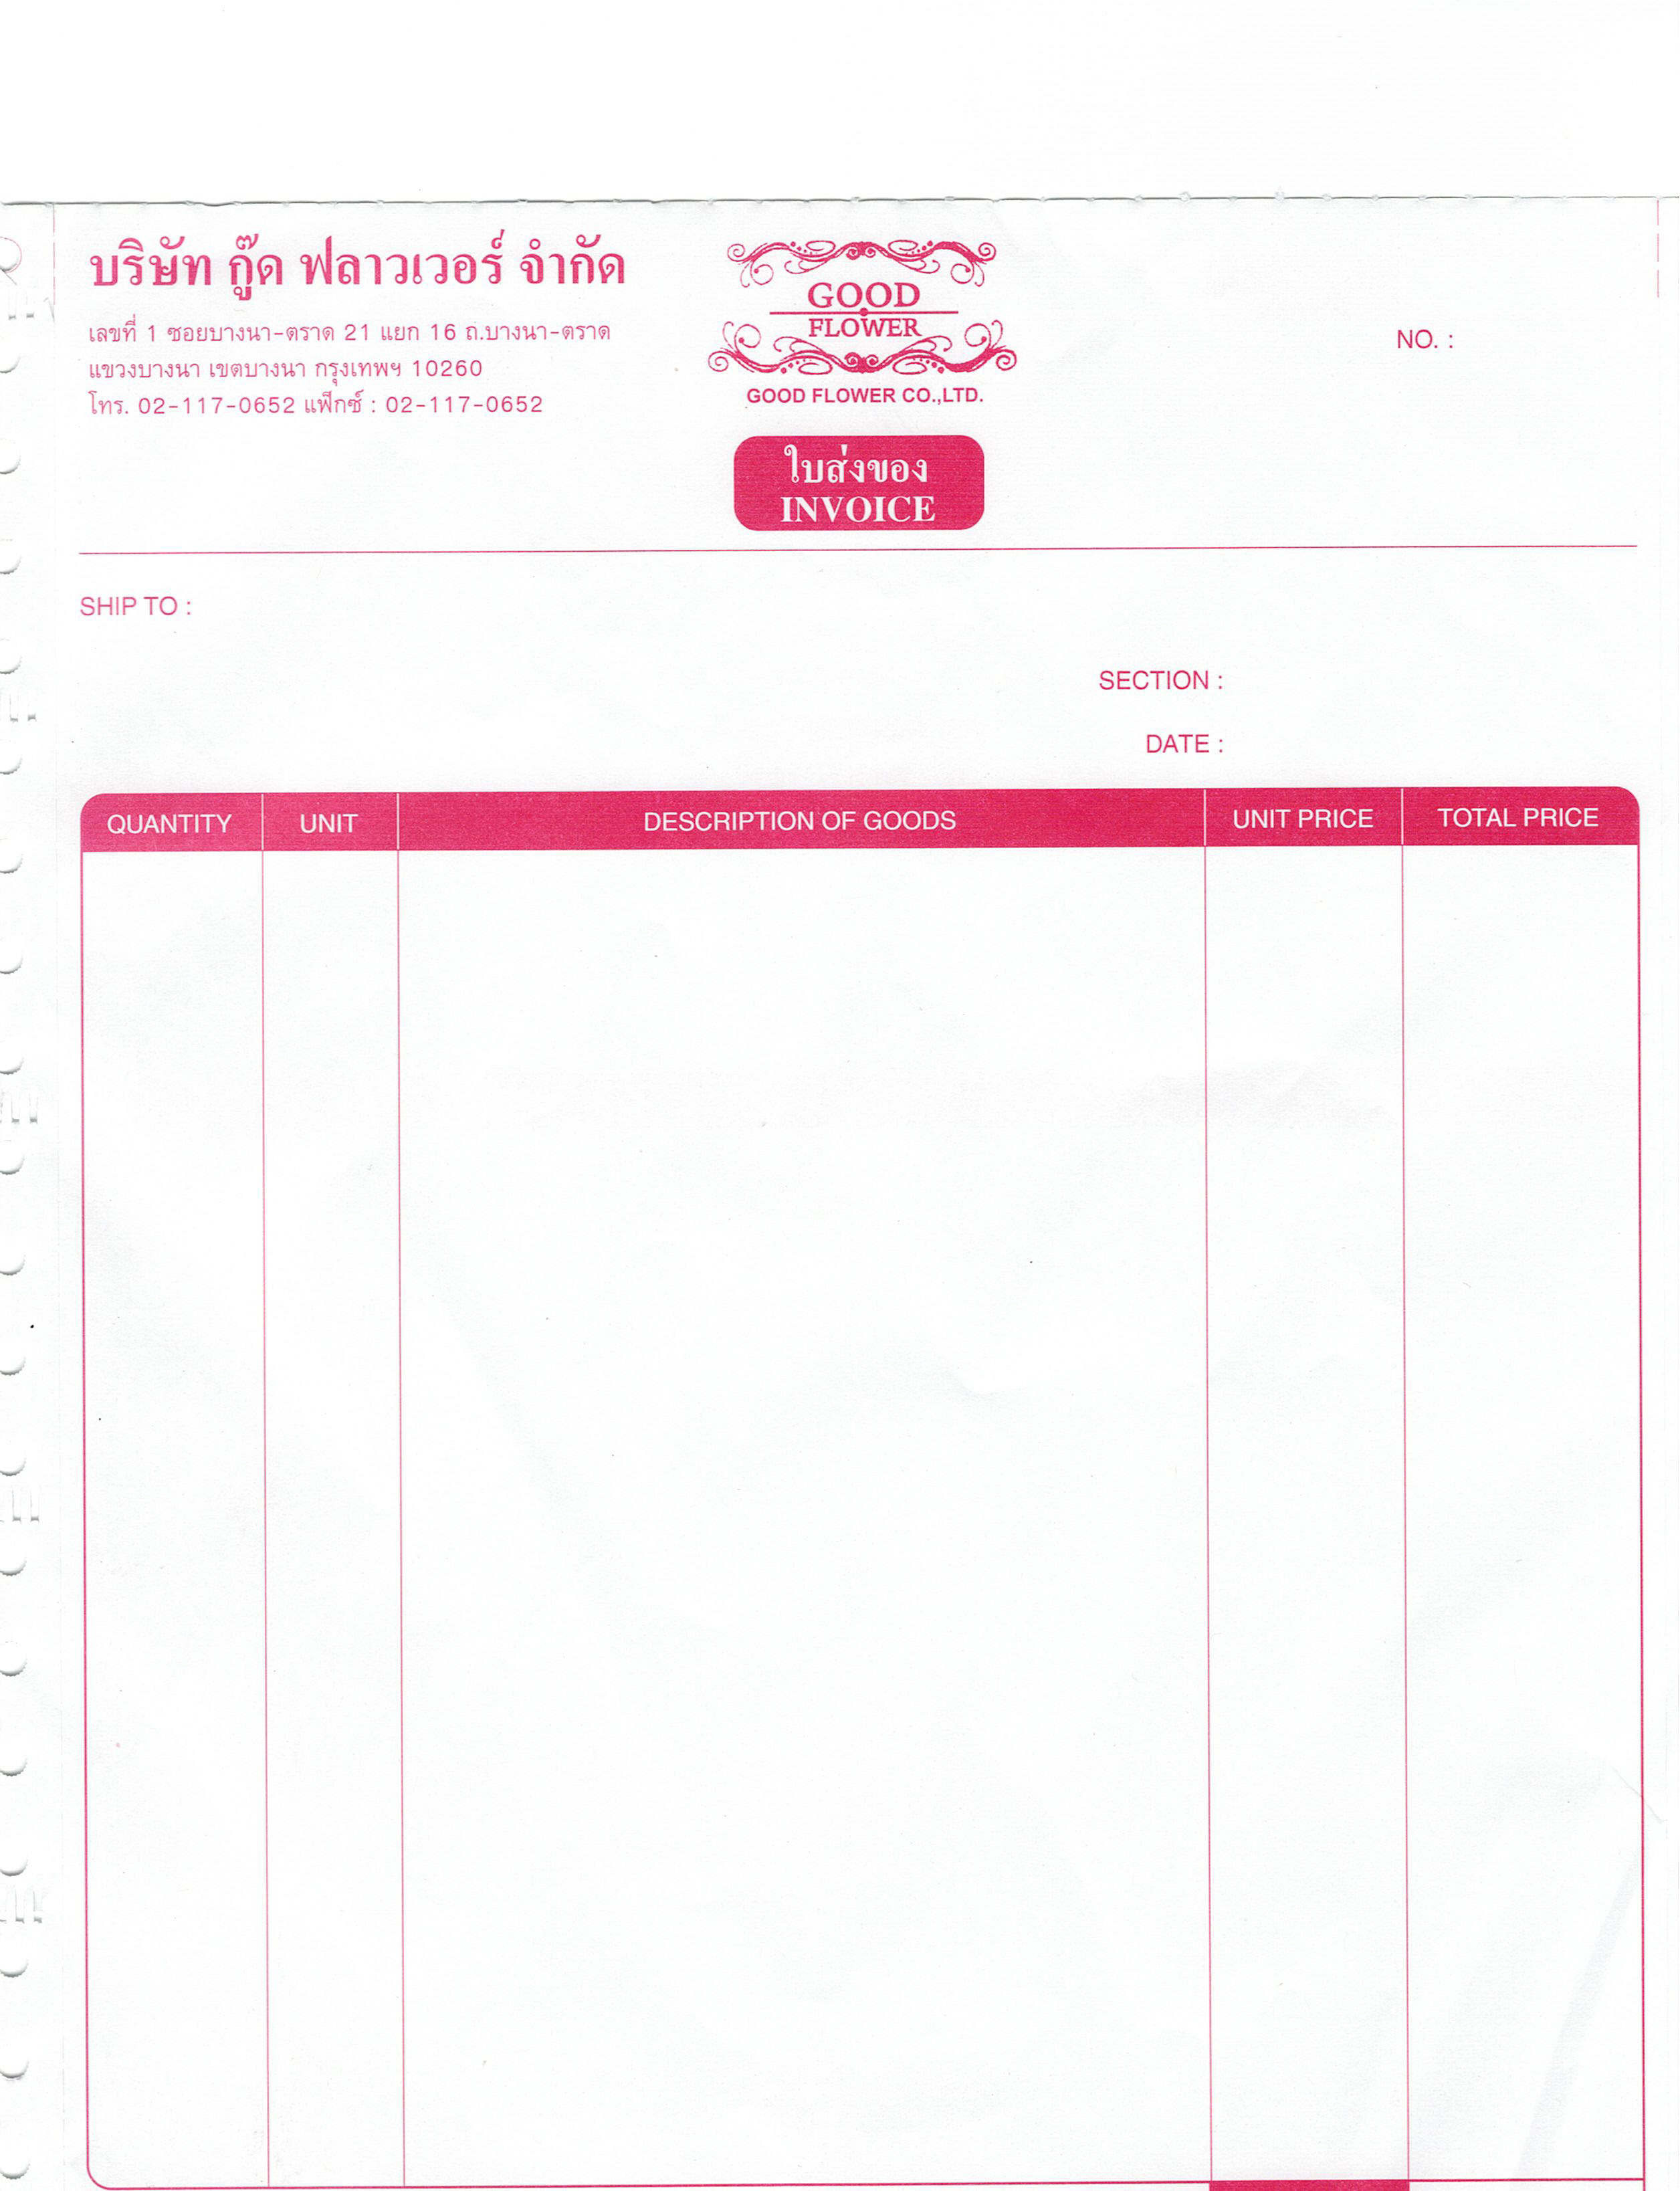 บริษัท กู๊ด ฟลาวเวอร์ จำกัด
เลขที่ 1 ซอยบางนา-ตราด 21 แยก 16 ถ.บางนา-ตราด
แขวงบางนา เขตบางนา กรุงเทพฯ 10260
โทร. 02-117-0652 แฟ็กซ์ : 02-117-0652
GOOD
FLOWER
GOOD FLOWER CO.,LTD.
NO. :
ใบส่งของ
INVOICE
SHIP TO :
SECTION :
DATE :
QUANTITY UNIT DESCRIPTION OF GOODS UNIT PRICE TOTAL PRICE